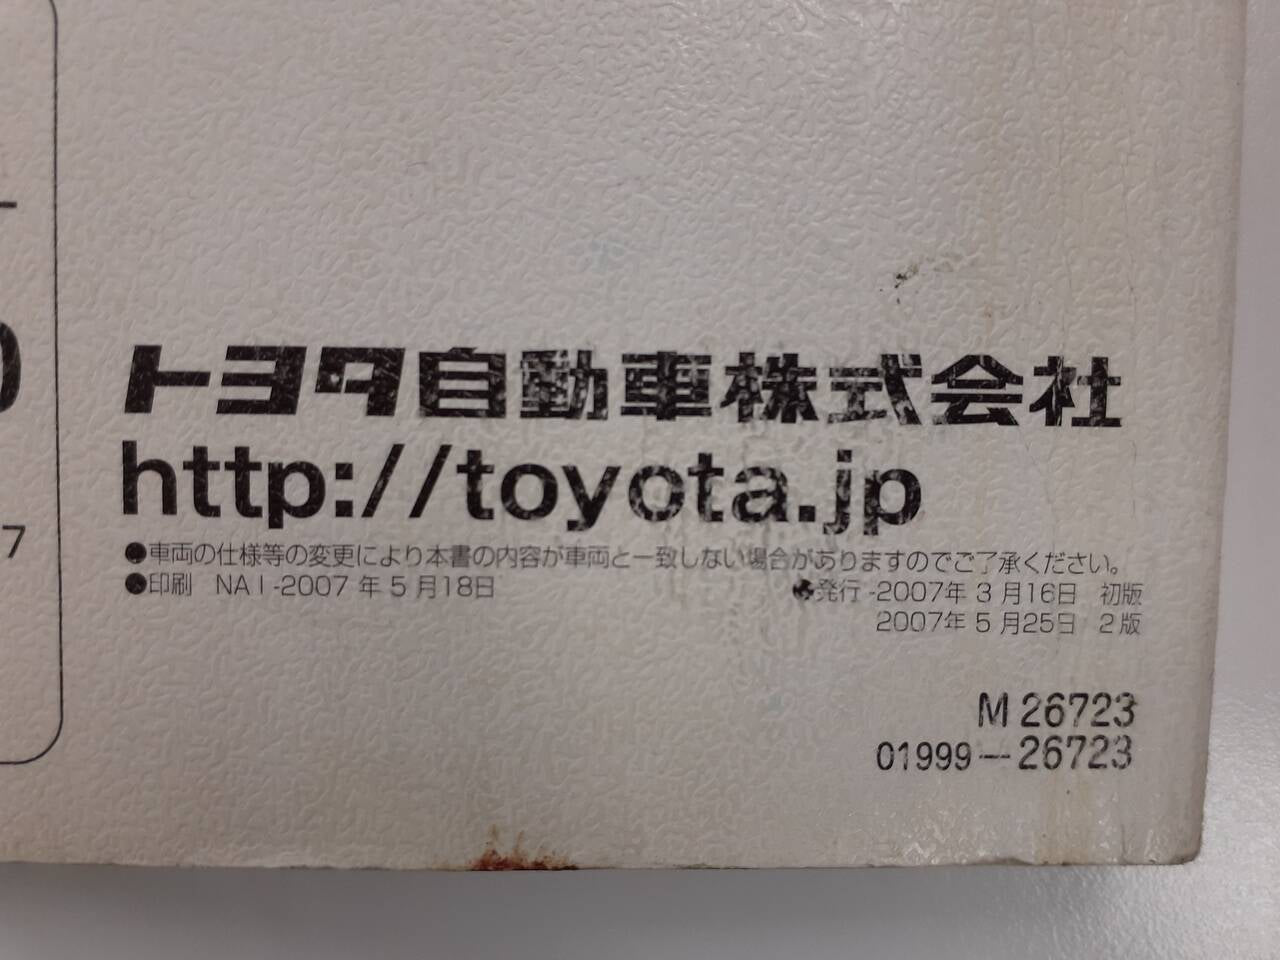 トヨタ自動車株式会社
http://toyota.jp
●車両の仕様等の変更により本書の内容が車両と一致しない場合がありますのでご了承ください。
●印刷　NAI-2007年5月18日　●発行-2007年3月16日　初版
2007年5月25日　2版
7
M 26723
01999—26723